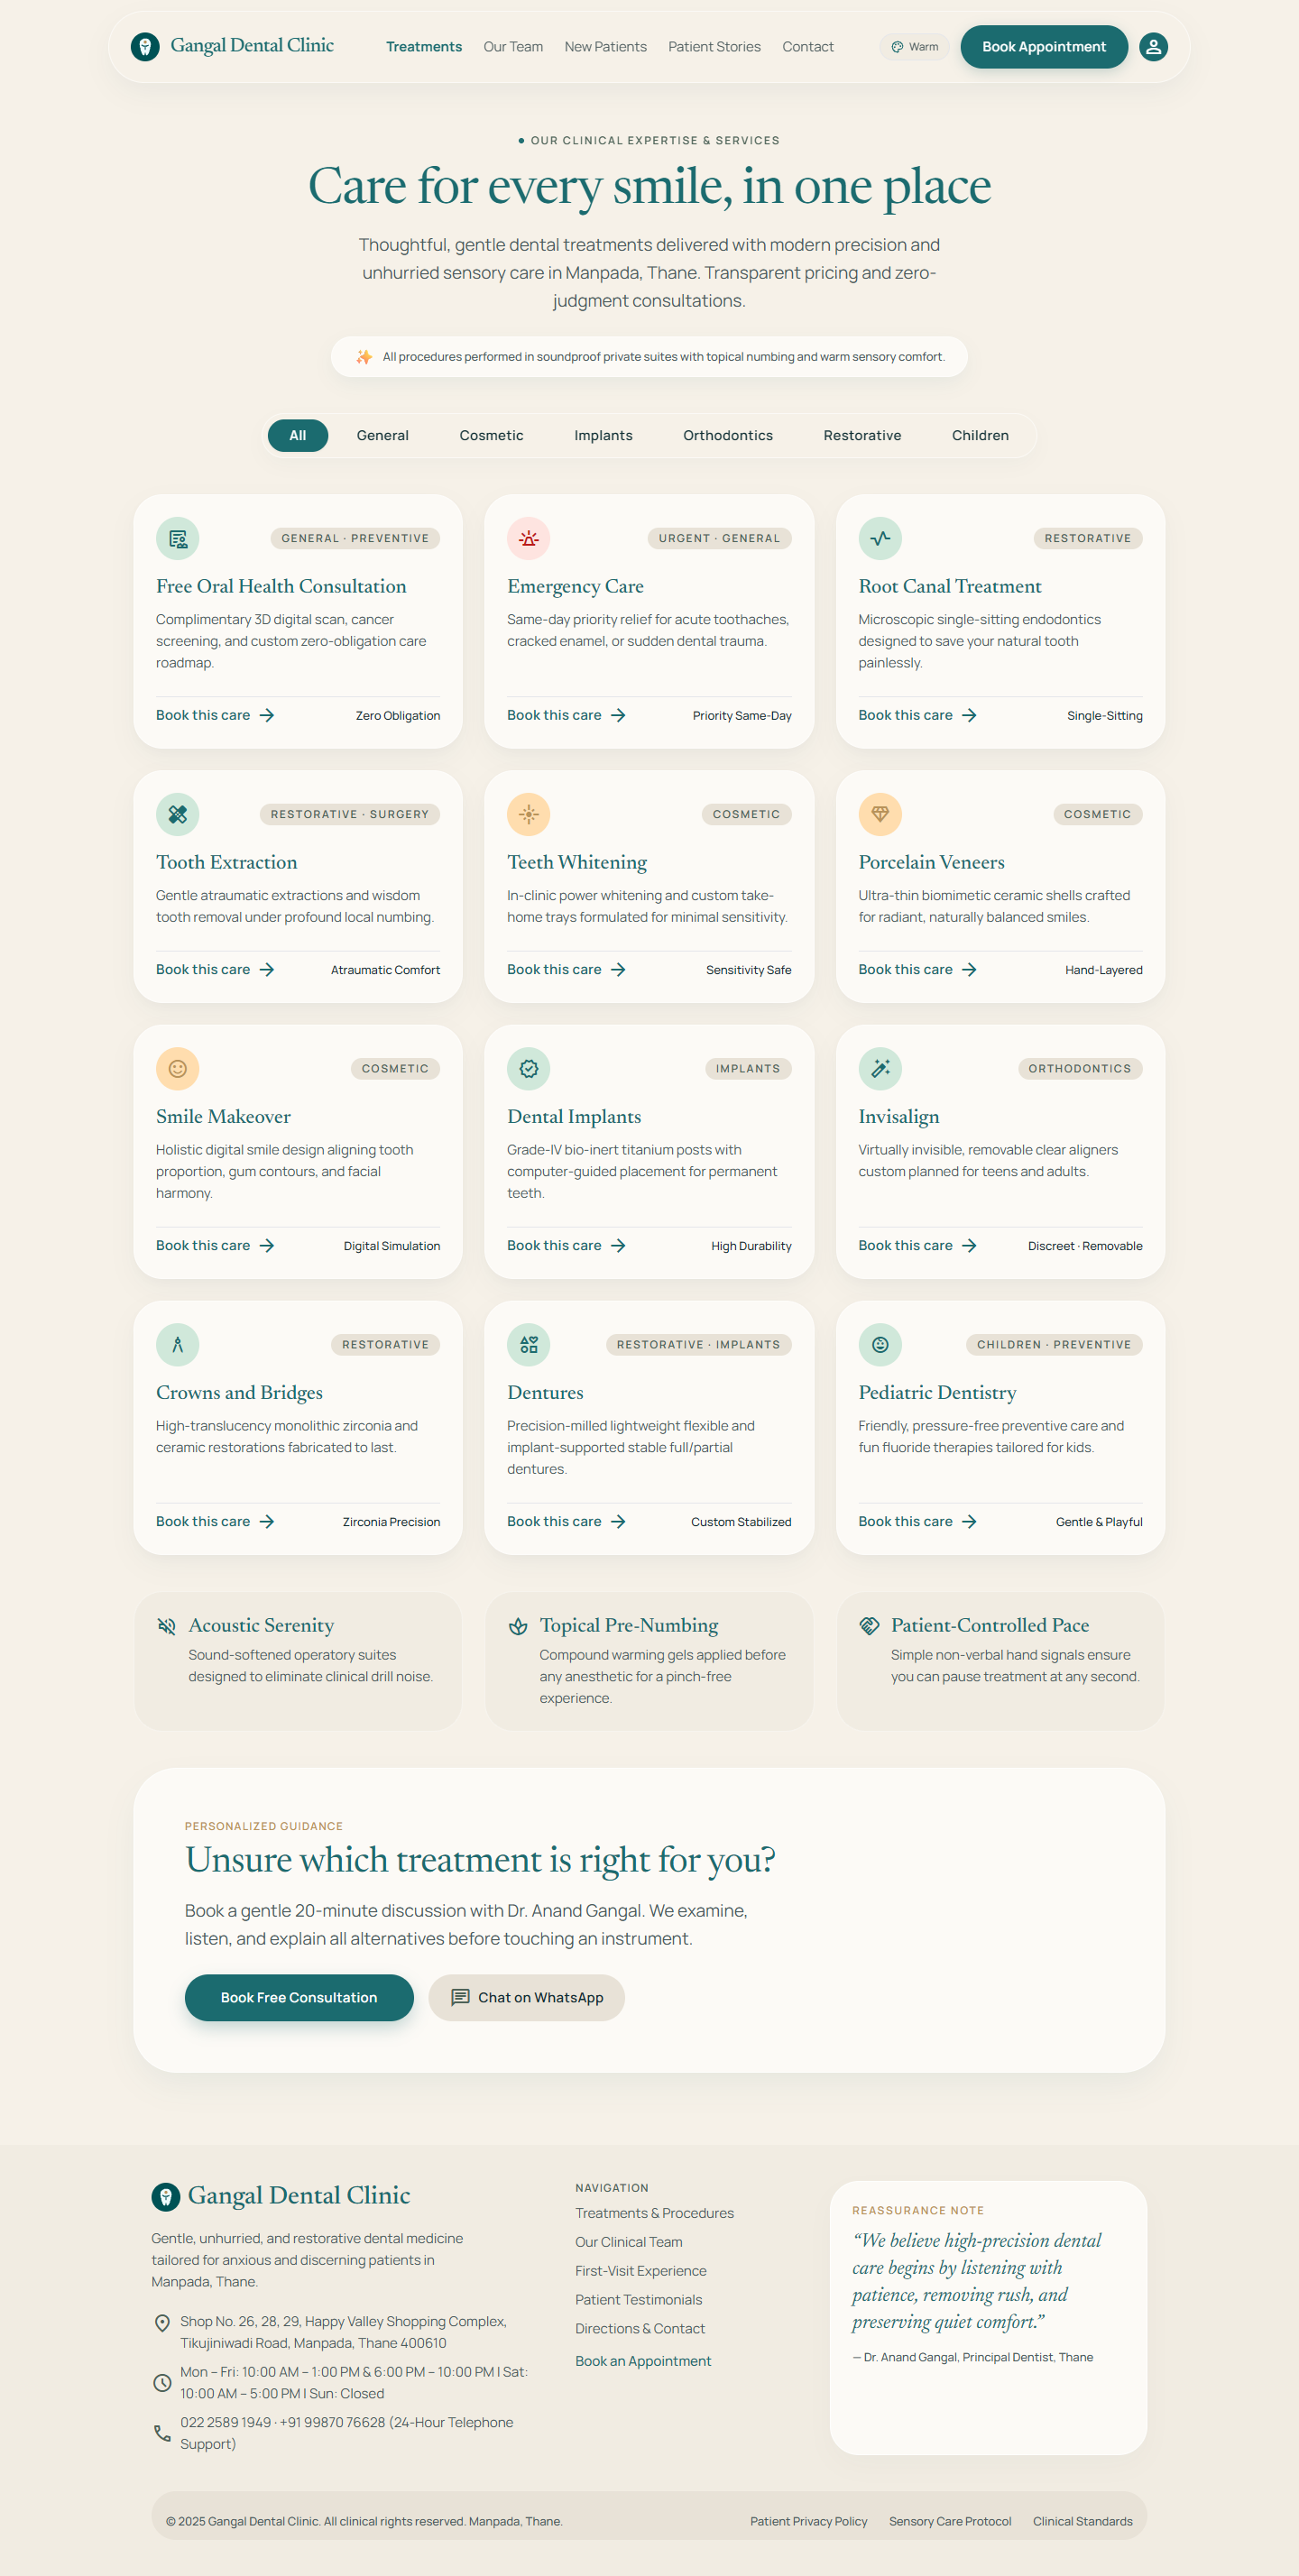 Gangal Dental Clinic
Treatments
Our Team
New Patients
Patient Stories
Contact
Warm
Book Appointment
OUR CLINICAL EXPERTISE & SERVICES
Care for every smile, in one place
Thoughtful, gentle dental treatments delivered with modern precision and
unhurried sensory care in Manpada, Thane. Transparent pricing and zero-
judgment consultations.
✨ All procedures performed in soundproof private suites with topical numbing and warm sensory comfort.
All
General
Cosmetic
Implants
Orthodontics
Restorative
Children
GENERAL · PREVENTIVE
Free Oral Health Consultation
Complimentary 3D digital scan, cancer
screening, and custom zero-obligation care
roadmap.
Book this care →
Zero Obligation
URGENT · GENERAL
Emergency Care
Same-day priority relief for acute toothaches,
cracked enamel, or sudden dental trauma.
Book this care →
Priority Same-Day
RESTORATIVE
Root Canal Treatment
Microscopic single-sitting endodontics
designed to save your natural tooth
painlessly.
Book this care →
Single-Sitting
RESTORATIVE · SURGERY
Tooth Extraction
Gentle atraumatic extractions and wisdom
tooth removal under profound local numbing.
Book this care →
Atraumatic Comfort
COSMETIC
Teeth Whitening
In-clinic power whitening and custom take-
home trays formulated for minimal sensitivity.
Book this care →
Sensitivity Safe
COSMETIC
Porcelain Veneers
Ultra-thin biomimetic ceramic shells crafted
for radiant, naturally balanced smiles.
Book this care →
Hand-Layered
COSMETIC
Smile Makeover
Holistic digital smile design aligning tooth
proportion, gum contours, and facial
harmony.
Book this care →
Digital Simulation
IMPLANTS
Dental Implants
Grade-IV bio-inert titanium posts with
computer-guided placement for permanent
teeth.
Book this care →
High Durability
ORTHODONTICS
Invisalign
Virtually invisible, removable clear aligners
custom planned for teens and adults.
Book this care →
Discreet · Removable
RESTORATIVE
Crowns and Bridges
High-translucency monolithic zirconia and
ceramic restorations fabricated to last.
Book this care →
Zirconia Precision
RESTORATIVE · IMPLANTS
Dentures
Precision-milled lightweight flexible and
implant-supported stable full/partial
dentures.
Book this care →
Custom Stabilized
CHILDREN · PREVENTIVE
Pediatric Dentistry
Friendly, pressure-free preventive care and
fun fluoride therapies tailored for kids.
Book this care →
Gentle & Playful
Acoustic Serenity
Sound-softened operatory suites
designed to eliminate clinical drill noise.
Topical Pre-Numbing
Compound warming gels applied before
any anesthetic for a pinch-free
experience.
Patient-Controlled Pace
Simple non-verbal hand signals ensure
you can pause treatment at any second.
PERSONALIZED GUIDANCE
Unsure which treatment is right for you?
Book a gentle 20-minute discussion with Dr. Anand Gangal. We examine,
listen, and explain all alternatives before touching an instrument.
Book Free Consultation
Chat on WhatsApp
Gangal Dental Clinic
Gentle, unhurried, and restorative dental medicine
tailored for anxious and discerning patients in
Manpada, Thane.
Shop No. 26, 28, 29, Happy Valley Shopping Complex,
Tikujiniwadi Road, Manpada, Thane 400610
Mon – Fri: 10:00 AM – 1:00 PM & 6:00 PM – 10:00 PM | Sat:
10:00 AM – 5:00 PM | Sun: Closed
022 2589 1949 · +91 99870 76628 (24-Hour Telephone
Support)
NAVIGATION
Treatments & Procedures
Our Clinical Team
First-Visit Experience
Patient Testimonials
Directions & Contact
Book an Appointment
REASSURANCE NOTE
“We believe high-precision dental
care begins by listening with
patience, removing rush, and
preserving quiet comfort.”
— Dr. Anand Gangal, Principal Dentist, Thane
© 2025 Gangal Dental Clinic. All clinical rights reserved. Manpada, Thane.
Patient Privacy Policy
Sensory Care Protocol
Clinical Standards